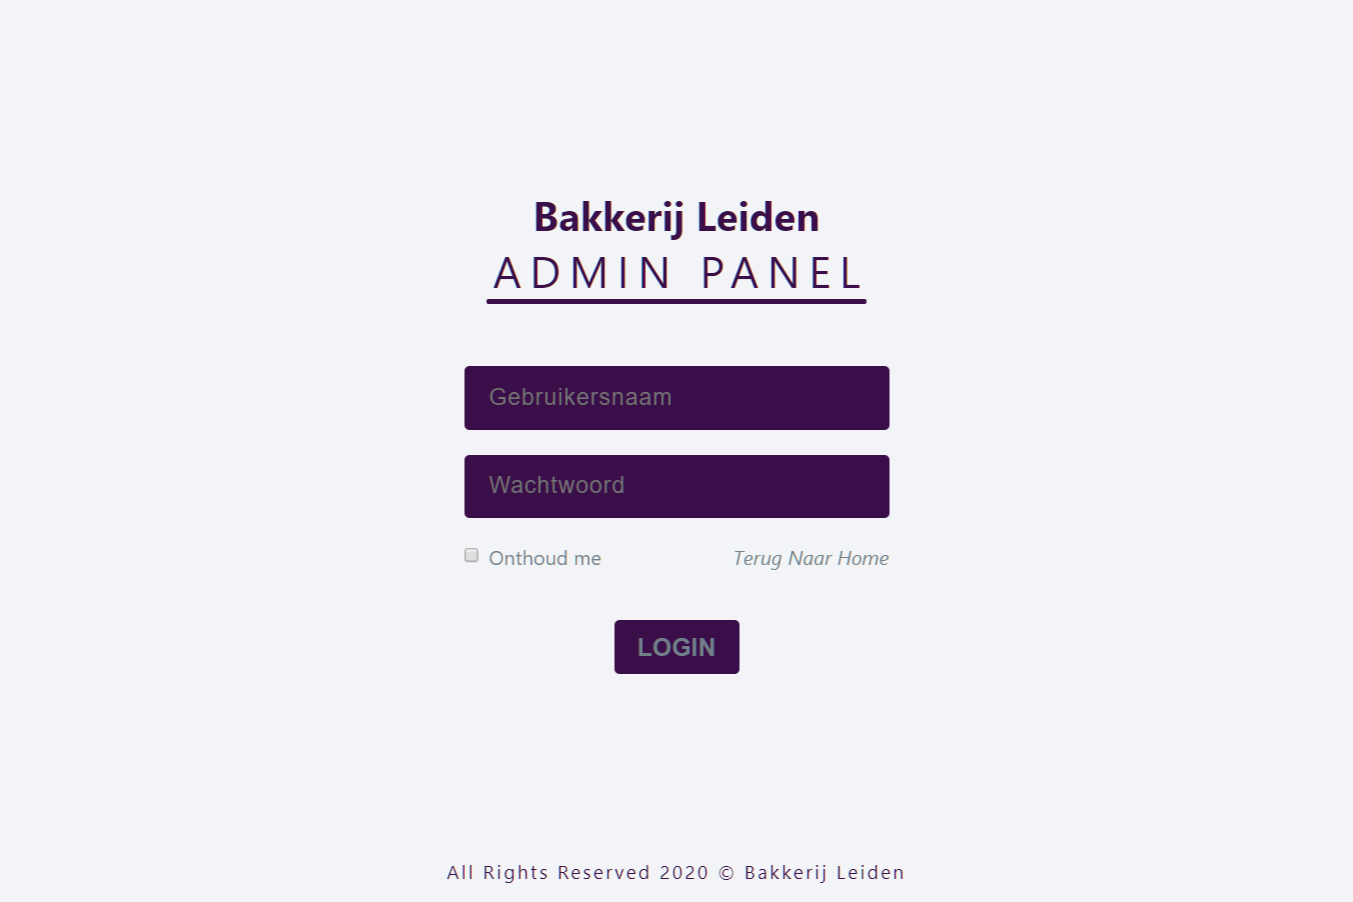 Bakkerij Leiden
ADMIN PANEL
Gebruikersnaam
Wachtwoord
Onthoud me Terug Naar Home
LOGIN
All Rights Reserved 2020 © Bakkerij Leiden